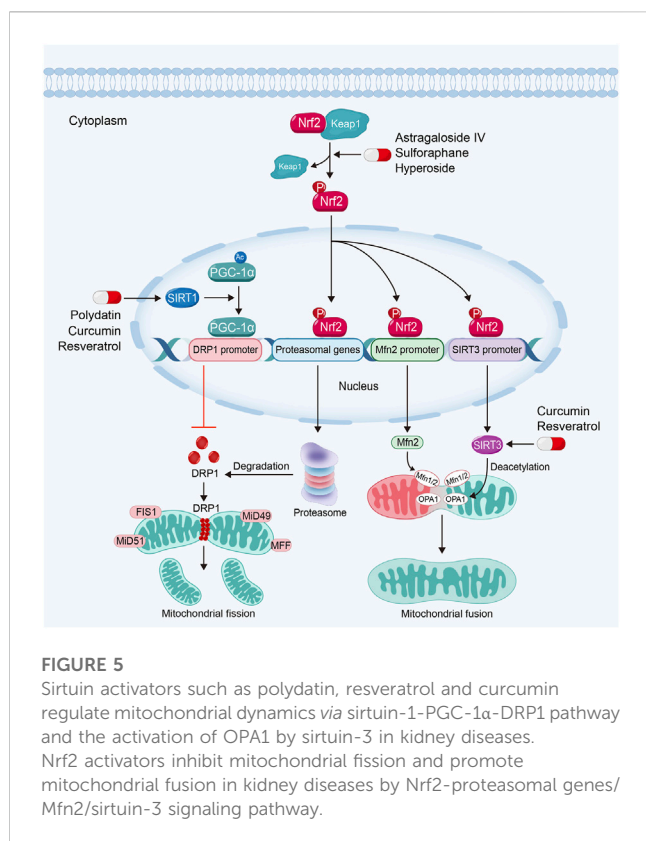 Cytoplasm
Nrf2
Keap1
Astragaloside IV
Sulforaphane
Hyperoside
Keap1
P
Nrf2
Ac
PGC-1α
SIRT1
Polydatin
Curcumin
Resveratrol
PGC-1α
P
Nrf2
P
Nrf2
P
Nrf2
DRP1 promoter
Proteasomal genes
Mfn2 promoter
SIRT3 promoter
Nucleus
Curcumin
Resveratrol
Mfn2
SIRT3
DRP1
Degradation
Proteasome
Deacetylation
Mfn1/2
Mfn1/2
OPA1
OPA1
DRP1
FIS1
MiD49
MiD51
MFF
Mitochondrial fission
Mitochondrial fusion
FIGURE 5
Sirtuin activators such as polydatin, resveratrol and curcumin
regulate mitochondrial dynamics via sirtuin-1-PGC-1α-DRP1 pathway
and the activation of OPA1 by sirtuin-3 in kidney diseases.
Nrf2 activators inhibit mitochondrial fission and promote
mitochondrial fusion in kidney diseases by Nrf2-proteasomal genes/
Mfn2/sirtuin-3 signaling pathway.